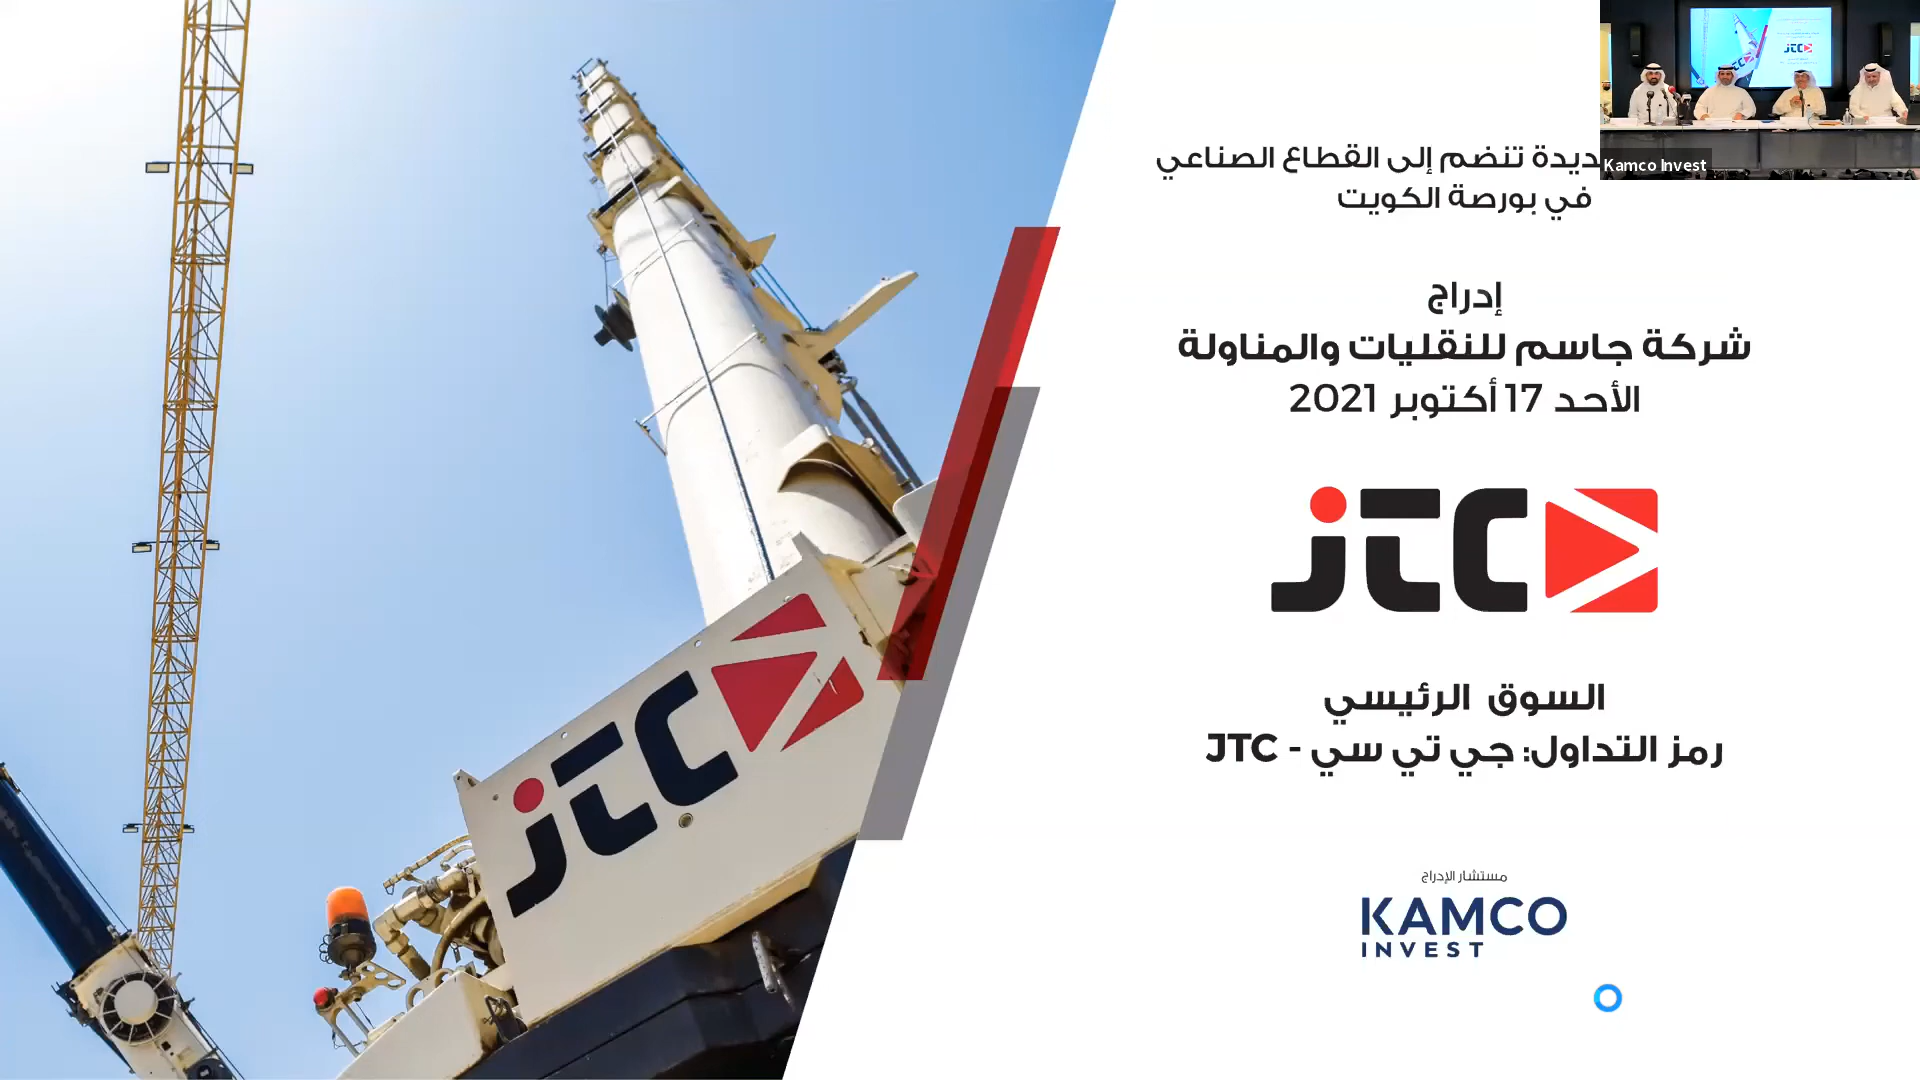 ديدة تنضم إلى القطاع الصناعي
في بورصة الكويت
إدراج
شركة جاسم للنقليات والمناولة
الأحد 17 أكتوبر 2021
JTC
السوق الرئيسي
رمز التداول: جي تي سي - JTC
مستشار الإدراج
KAMCO
INVEST
JTC
Kamco Invest
JTC